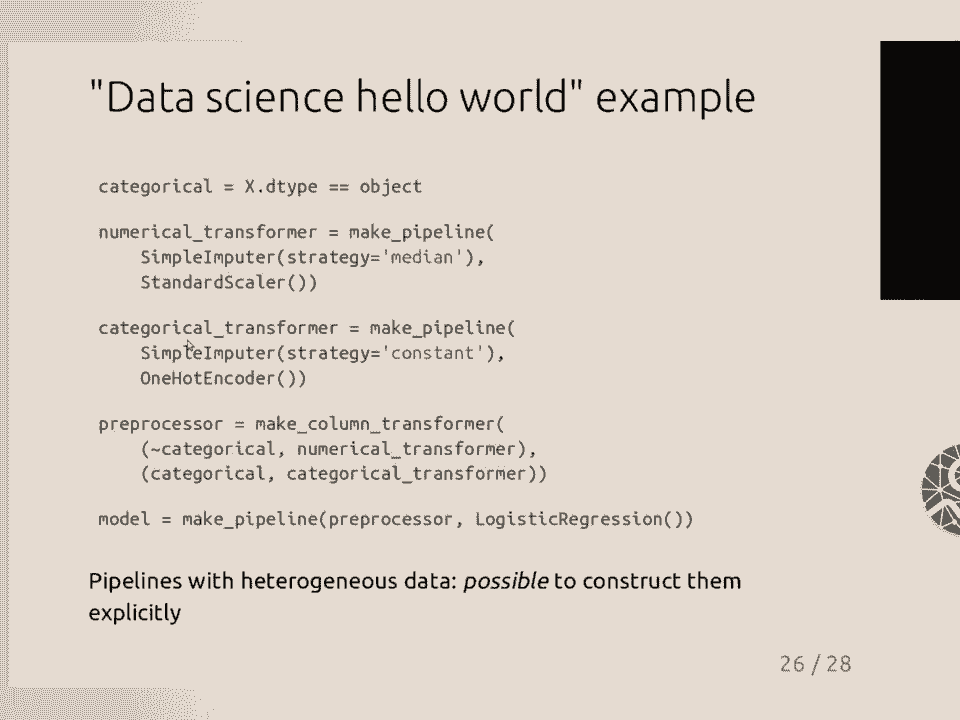 "Data science hello world" example
categorical = X.dtype == object
numerical_transformer = make_pipeline(
SimpleImputer(strategy='median'),
StandardScaler())
categorical_transformer = make_pipeline(
SimpleImputer(strategy='constant'),
OneHotEncoder())
preprocessor = make_column_transformer(
(~categorical, numerical_transformer),
(categorical, categorical_transformer))
model = make_pipeline(preprocessor, LogisticRegression())
Pipelines with heterogeneous data: possible to construct them
explicitly
26 / 28